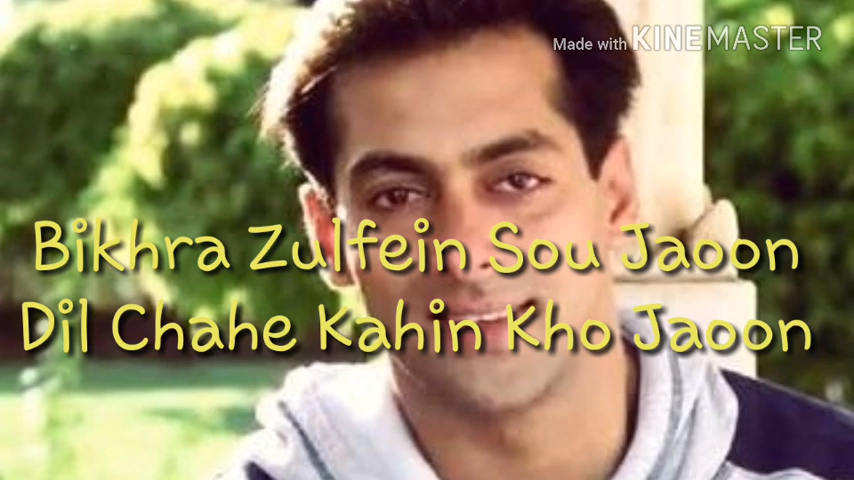 Made with KINEMASTER
Bikhra Zulfein Sou Jaoon
Dil Chahe Kahin Kho Jaoon